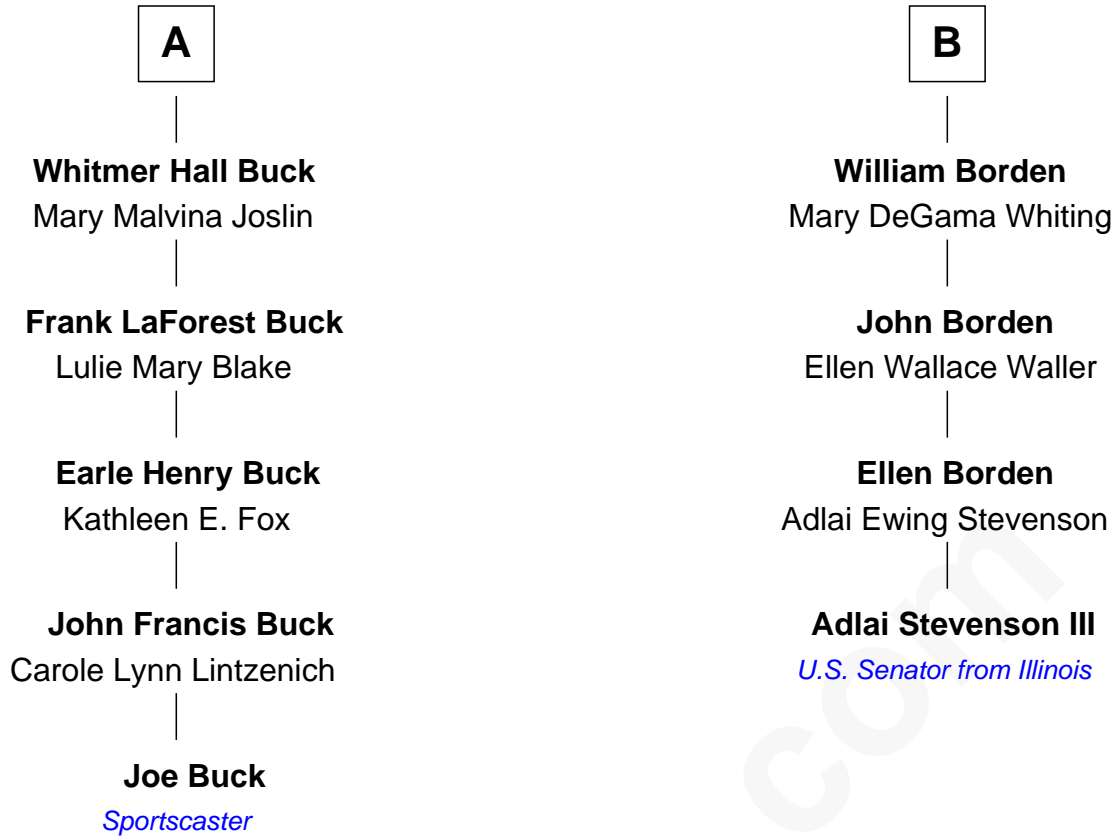 A
Whitmer Hall Buck
Mary Malvina Joslin
Frank LaForest Buck
Lulie Mary Blake
Earle Henry Buck
Kathleen E. Fox
John Francis Buck
Carole Lynn Lintzenich
Joe Buck
Sportscaster
B
William Borden
Mary DeGama Whiting
John Borden
Ellen Wallace Waller
Ellen Borden
Adlai Ewing Stevenson
Adlai Stevenson III
U.S. Senator from Illinois
com